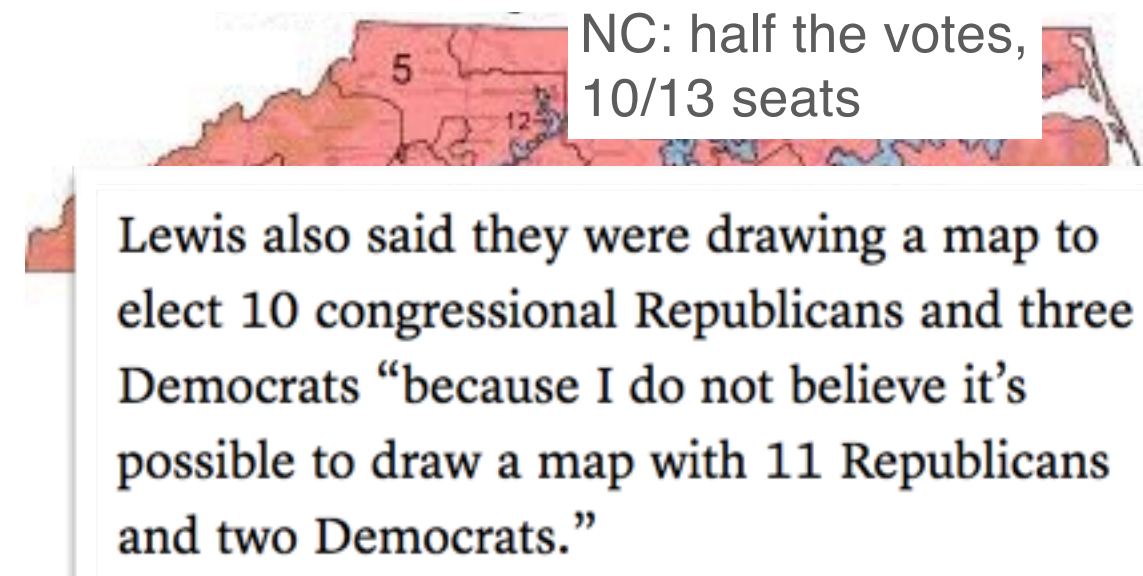 NC: half the votes,
10/13 seats
5
12
Lewis also said they were drawing a map to
elect 10 congressional Republicans and three
Democrats “because I do not believe it’s
possible to draw a map with 11 Republicans
and two Democrats.”